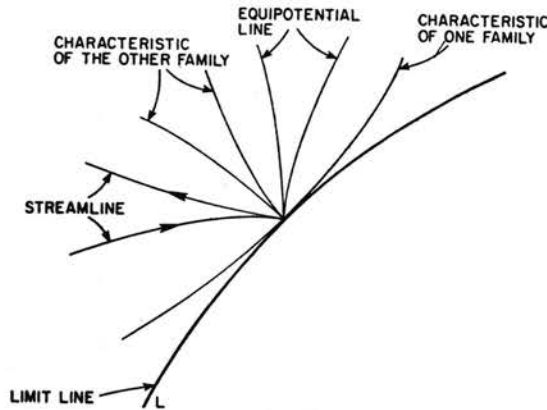 EQUIPOTENTIAL
LINE
CHARACTERISTIC
OF ONE FAMILY
CHARACTERISTIC
OF THE OTHER FAMILY
STREAMLINE
LIMIT LINE
L